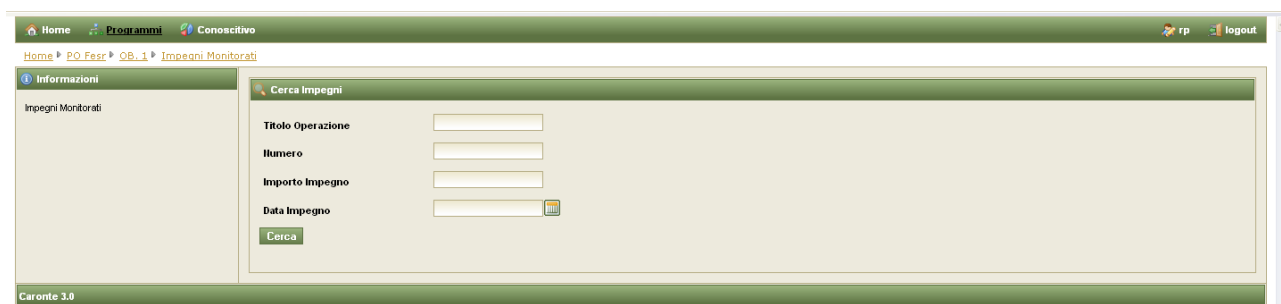 Home Programmi Conoscitivo rp logout
Home PO Fesr OB. 1 Impegni Monitorati
Informazioni
Impegni Monitorati
Cerca Impegni
Titolo Operazione
Numero
Importo Impegno
Data Impegno
Cerca
Caronte 3.0